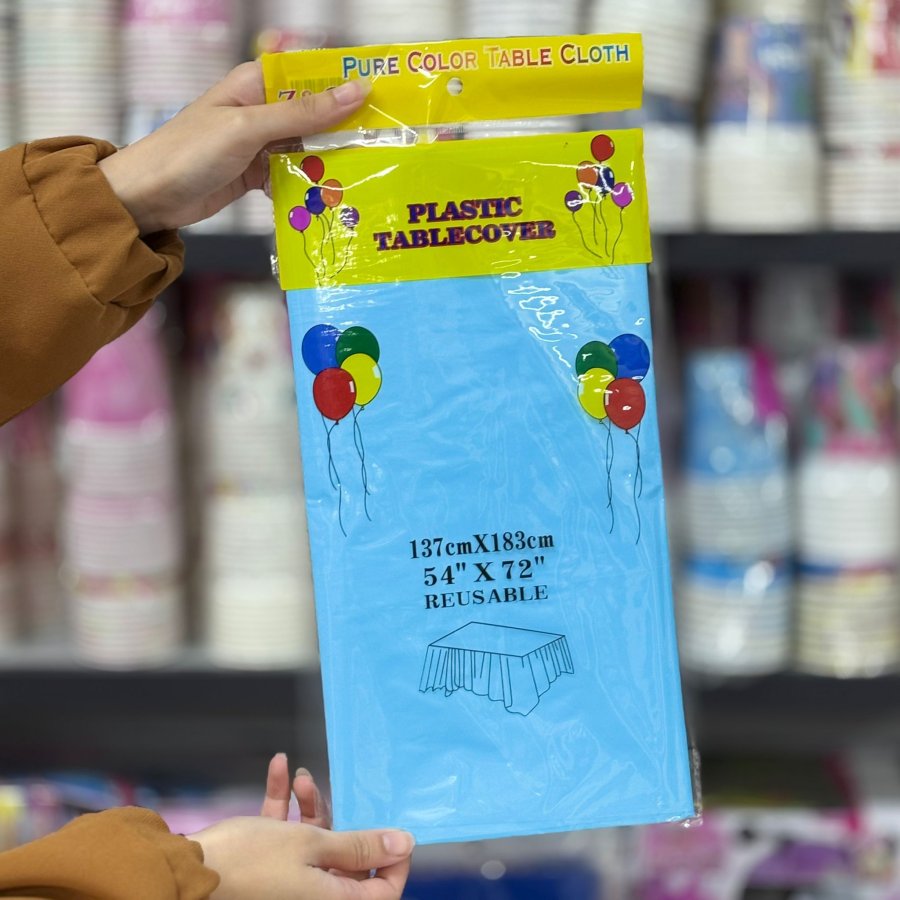 PURE COLOR TABLE CLOTH
PLASTIC
TABLECOVER
137cmX183cm
54" X 72"
REUSABLE